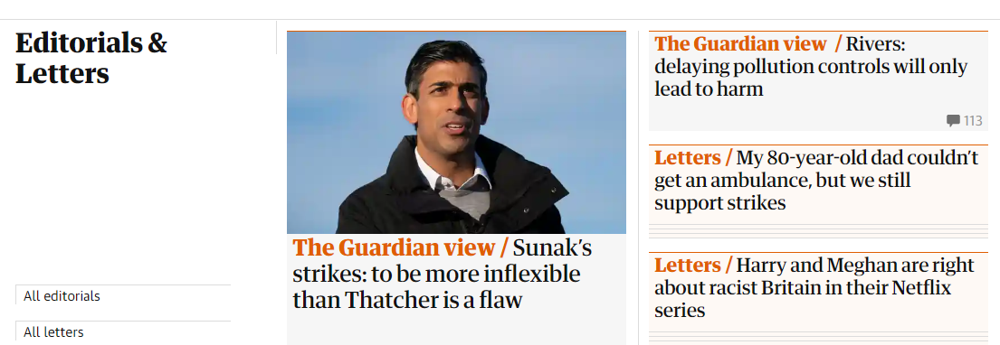 Editorials &
Letters
All editorials
All letters
The Guardian view / Sunak’s
strikes: to be more inflexible
than Thatcher is a flaw
The Guardian view / Rivers:
delaying pollution controls will only
lead to harm
113
Letters / My 80-year-old dad couldn’t
get an ambulance, but we still
support strikes
Letters / Harry and Meghan are right
about racist Britain in their Netflix
series